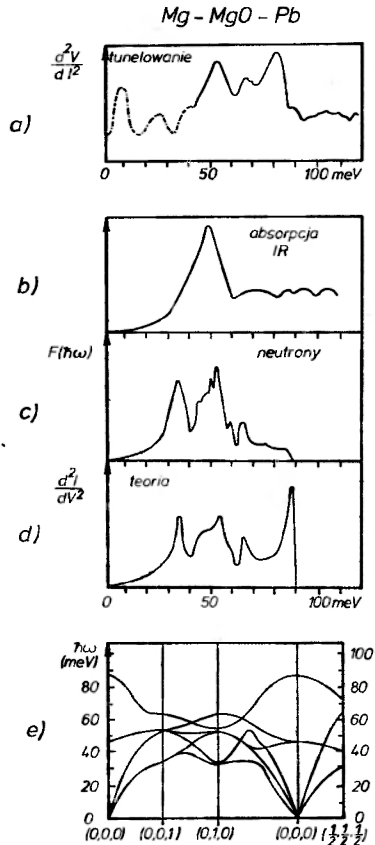 Mg - MgO - Pb
d²V
dI²
tunelowanie
a)
0 50 100 meV
absorpcja
IR
b)
F(ħω)
neutrony
c)
d²I
dV²
teoria
d)
0 50 100 meV
ħω
(meV)
100
80 80
60 60
e)
40 40
20 20
0 0
(0,0,0) (0,0,1) (0,1,0) (0,0,0) (½,½,½)